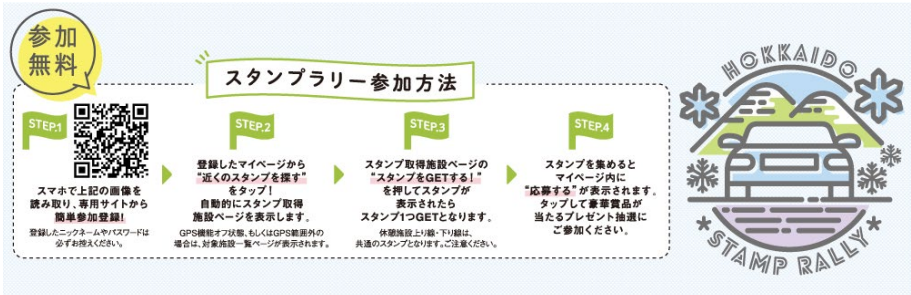 参加
無料
スタンプラリー参加方法
STEP.1
スマホで上記の画像を
読み取り、専用サイトから
簡単参加登録!
登録したニックネームやパスワードは
必ずお控えください。
STEP.2
登録したマイページから
"近くのスタンプを探す"
をタップ!
自動的にスタンプ取得
施設ページを表示します。
GPS機能オフ状態、もしくはGPS範囲外の
場合は、対象施設一覧ページが表示されます。
STEP.3
スタンプ取得施設ページの
"スタンプをGETする!"
を押してスタンプが
表示されたら
スタンプ1つGETとなります。
休憩施設上り線・下り線は、
共通のスタンプとなります。ご注意ください。
STEP.4
スタンプを集めると
マイページ内に
"応募する"が表示されます。
タップして豪華賞品が
当たるプレゼント抽選に
ご参加ください。
HOKKAIDO
STAMP RALLY